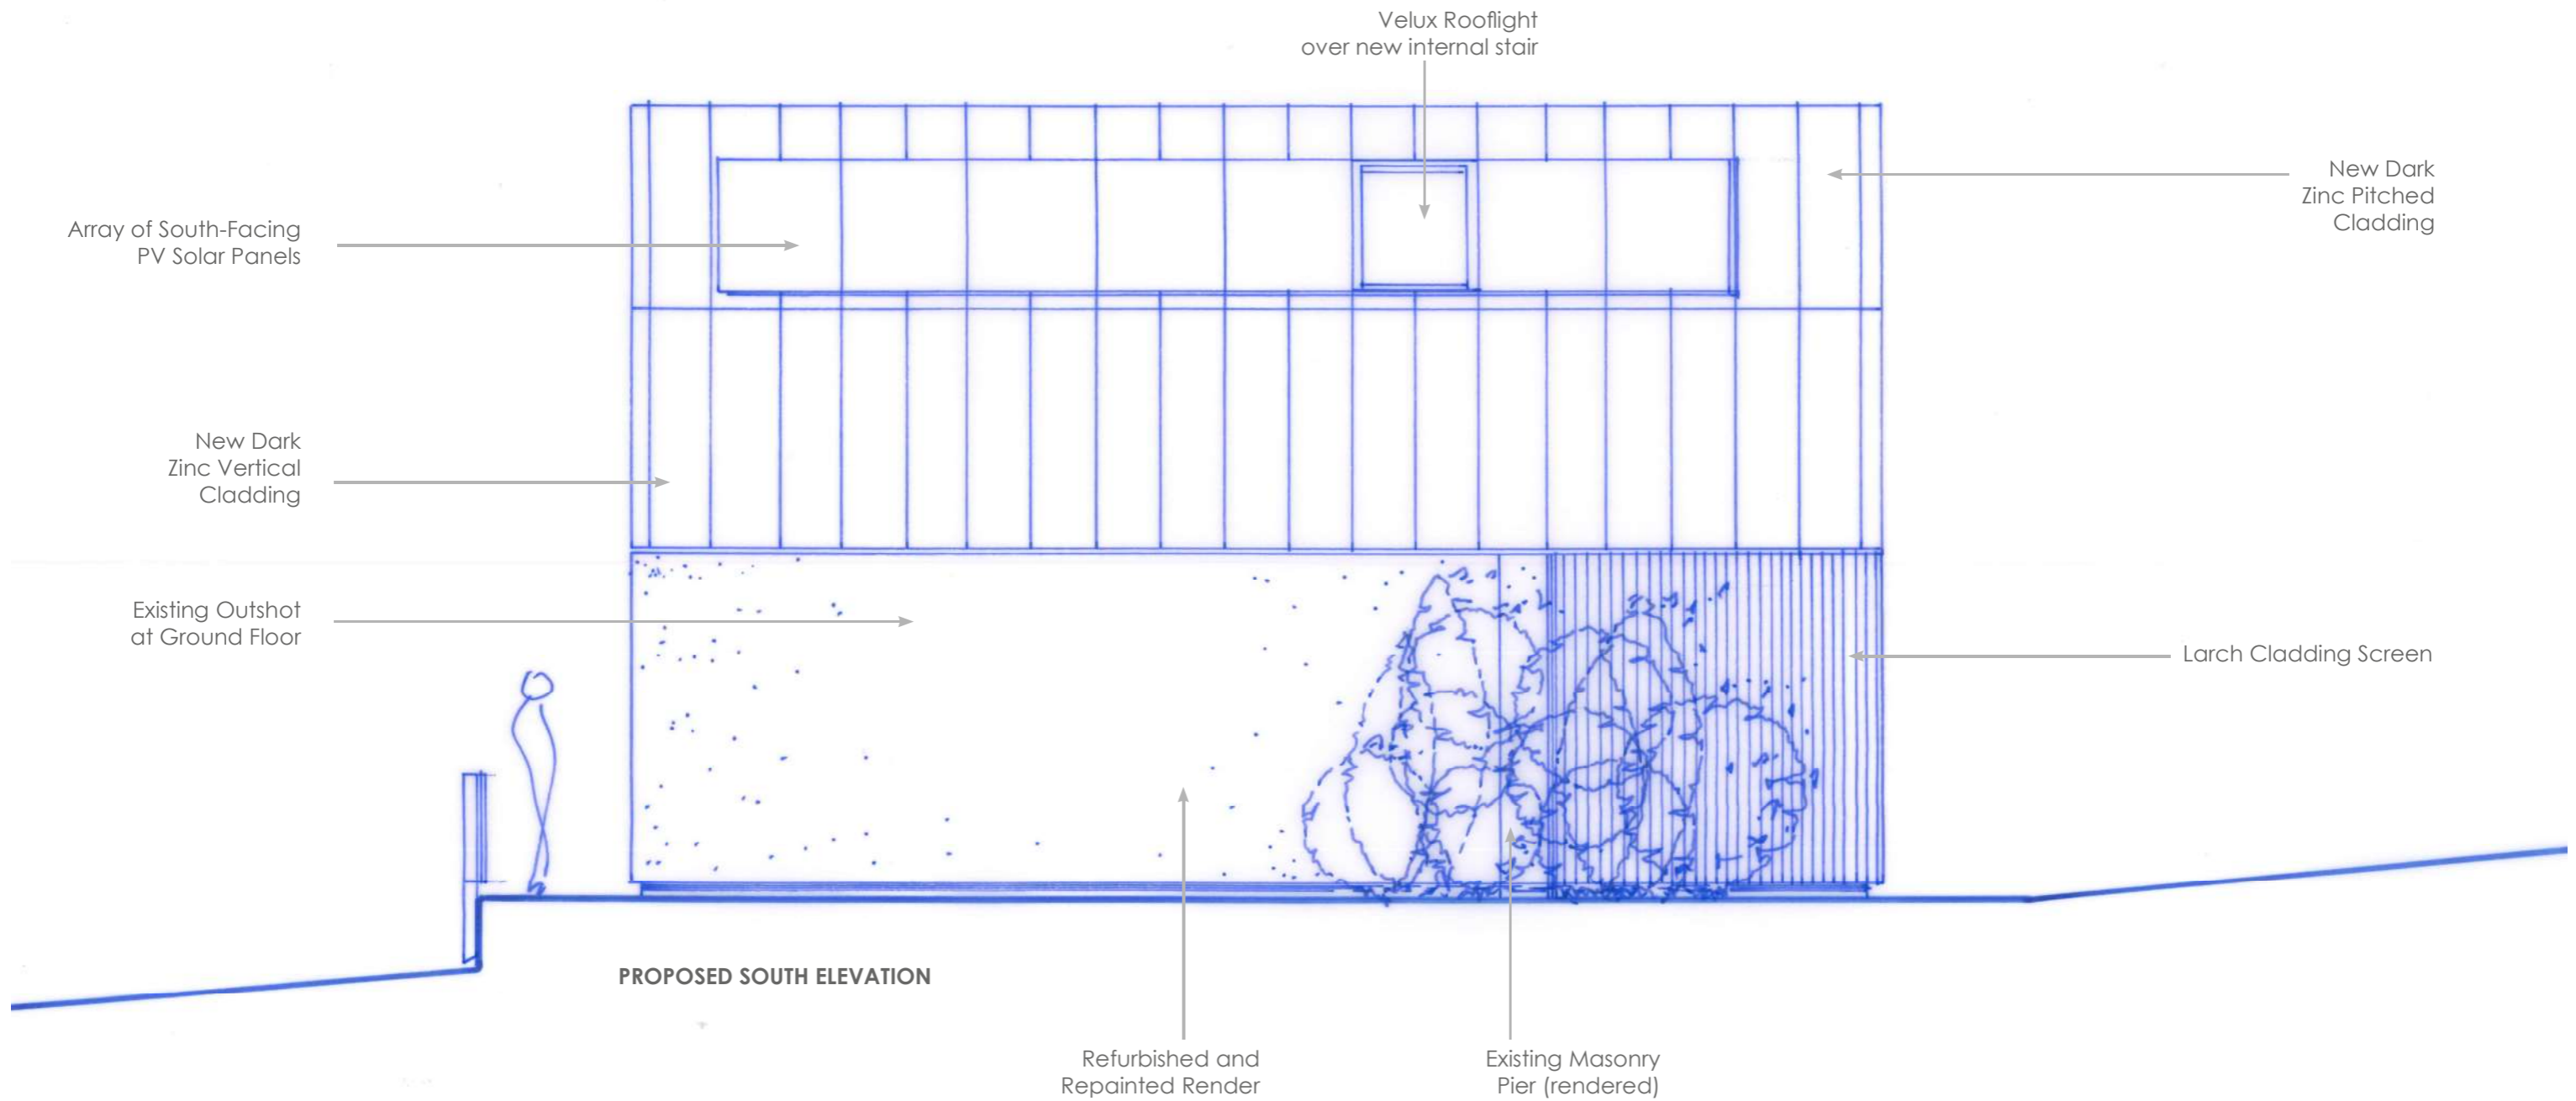 Velux Rooflight
over new internal stair
New Dark
Zinc Pitched
Cladding
Array of South-Facing
PV Solar Panels
New Dark
Zinc Vertical
Cladding
Existing Outshot
at Ground Floor
Larch Cladding Screen
PROPOSED SOUTH ELEVATION
Refurbished and
Repainted Render
Existing Masonry
Pier (rendered)